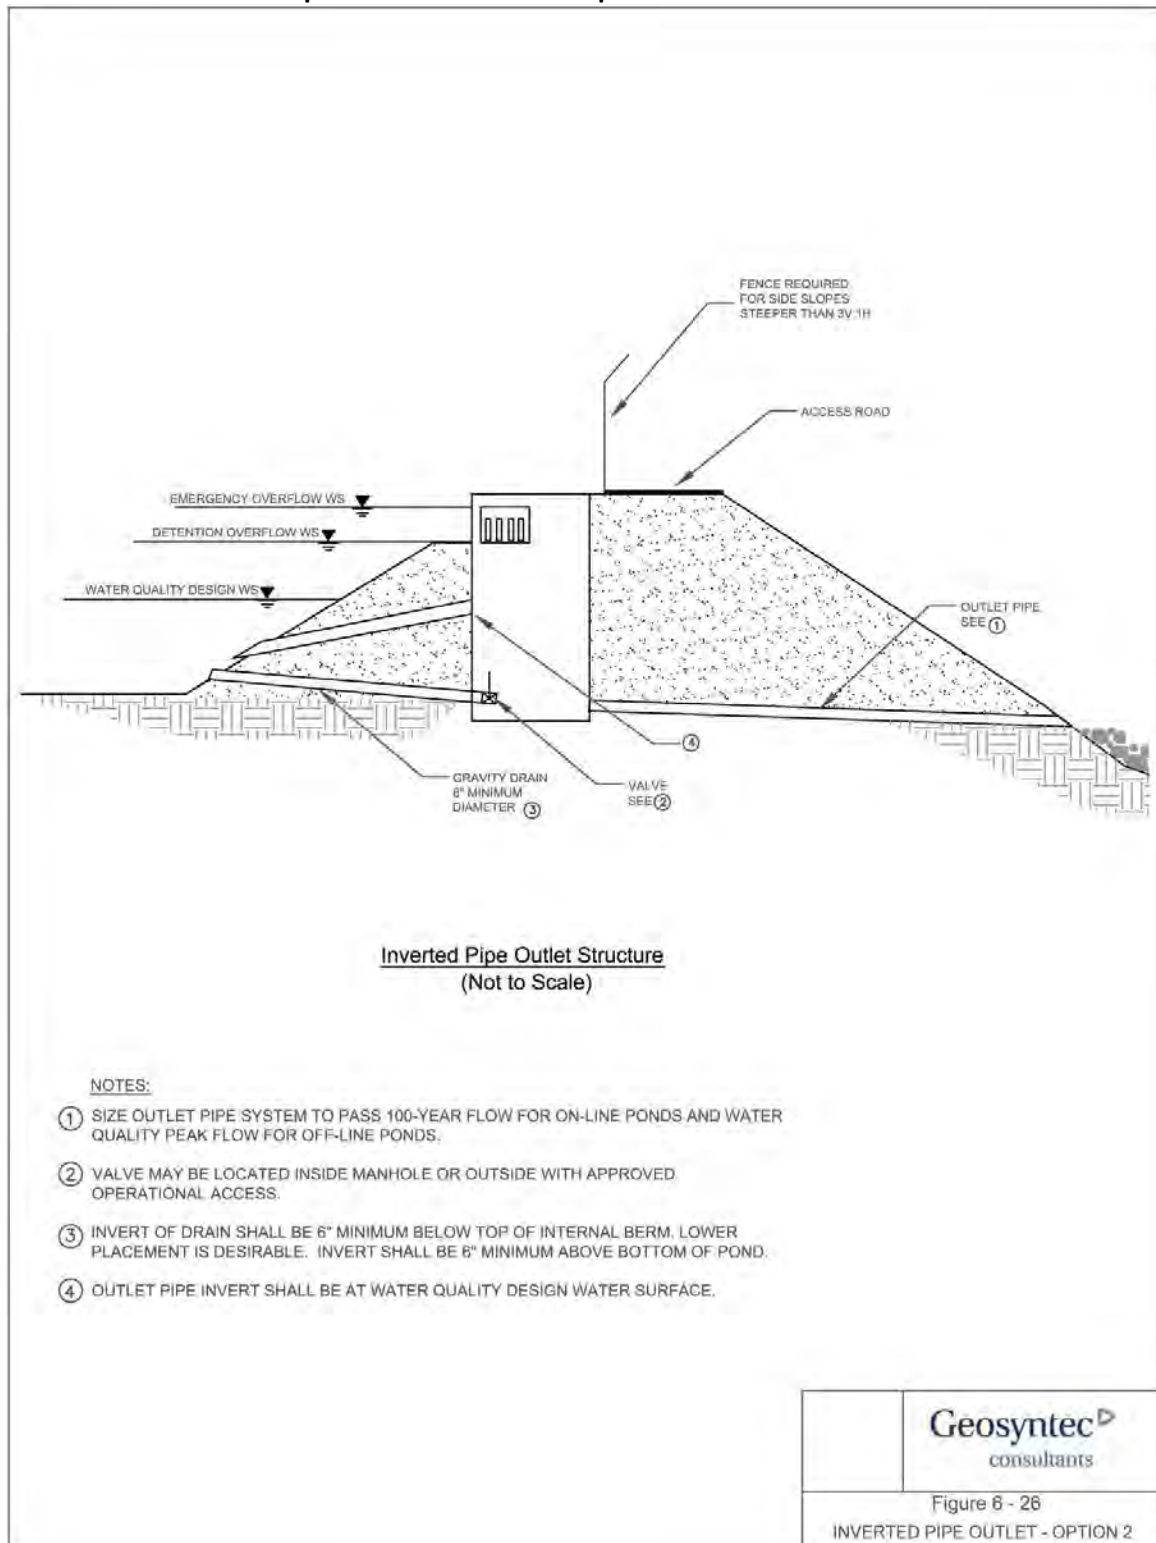 FENCE REQUIRED
FOR SIDE SLOPES
STEEPER THAN 3V:1H
ACCESS ROAD
EMERGENCY OVERFLOW WS
DETENTION OVERFLOW WS
WATER QUALITY DESIGN WS
OUTLET PIPE
SEE ①
④
GRAVITY DRAIN
6" MINIMUM
DIAMETER ③
VALVE
SEE ②
Inverted Pipe Outlet Structure
(Not to Scale)
NOTES:
① SIZE OUTLET PIPE SYSTEM TO PASS 100-YEAR FLOW FOR ON-LINE PONDS AND WATER
QUALITY PEAK FLOW FOR OFF-LINE PONDS.
② VALVE MAY BE LOCATED INSIDE MANHOLE OR OUTSIDE WITH APPROVED
OPERATIONAL ACCESS.
③ INVERT OF DRAIN SHALL BE 6" MINIMUM BELOW TOP OF INTERNAL BERM. LOWER
PLACEMENT IS DESIRABLE. INVERT SHALL BE 6" MINIMUM ABOVE BOTTOM OF POND.
④ OUTLET PIPE INVERT SHALL BE AT WATER QUALITY DESIGN WATER SURFACE.
Geosyntec
consultants
Figure 6 - 26
INVERTED PIPE OUTLET - OPTION 2